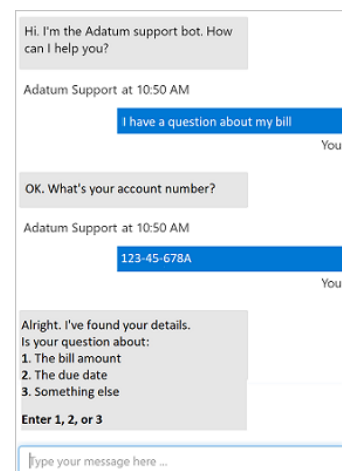 Hi. I'm the Adatum support bot. How
can I help you?
Adatum Support at 10:50 AM
I have a question about my bill
You
OK. What's your account number?
Adatum Support at 10:50 AM
123-45-678A
You
Alright. I've found your details.
Is your question about:
1. The bill amount
2. The due date
3. Something else
Enter 1, 2, or 3
Type your message here ...